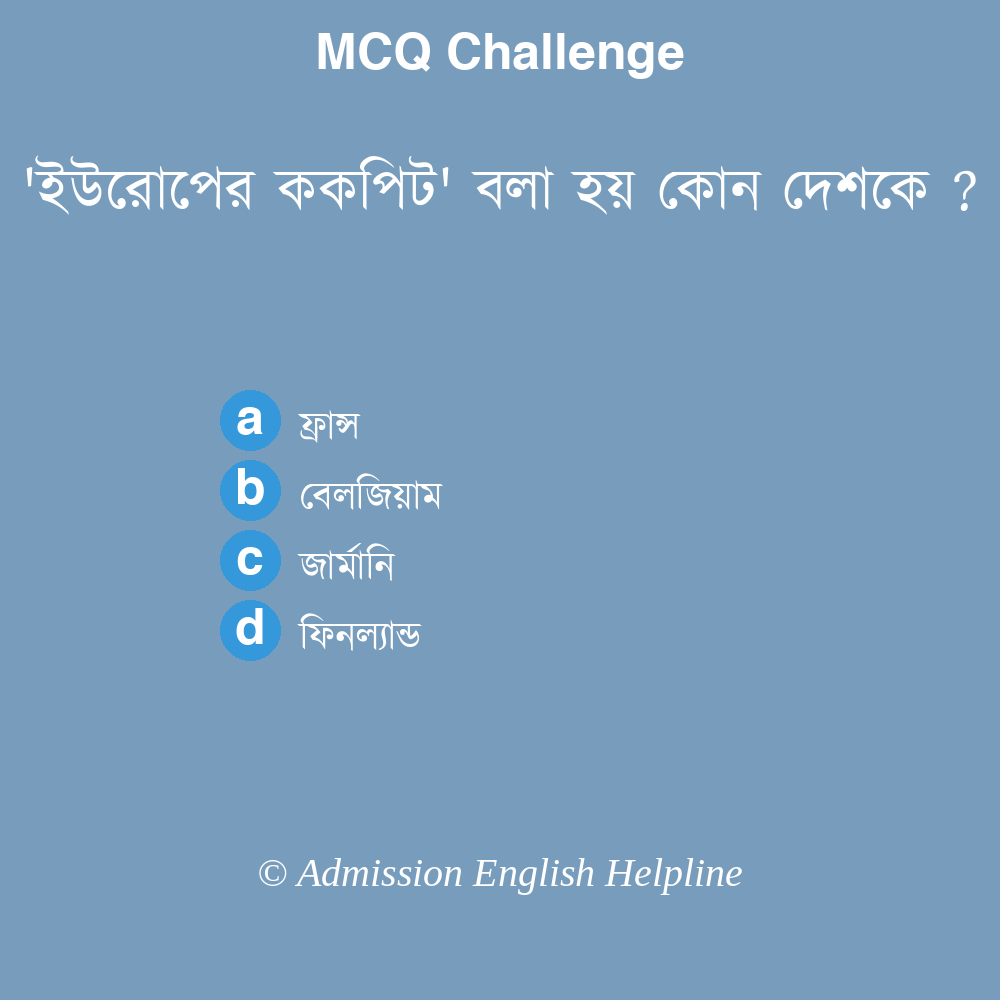 MCQ Challenge
'ইউরোপের ককপিট' বলা হয় কোন দেশকে ?
a ফ্রান্স
b বেলজিয়াম
c জার্মানি
d ফিনল্যান্ড
© Admission English Helpline